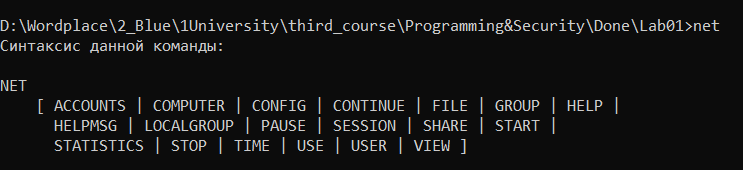 D:\Wordplace\2_Blue\1University\third_course\Programming&Security\Done\Lab01>net
Синтаксис данной команды:
NET
[ ACCOUNTS | COMPUTER | CONFIG | CONTINUE | FILE | GROUP | HELP |
HELPMSG | LOCALGROUP | PAUSE | SESSION | SHARE | START |
STATISTICS | STOP | TIME | USE | USER | VIEW ]